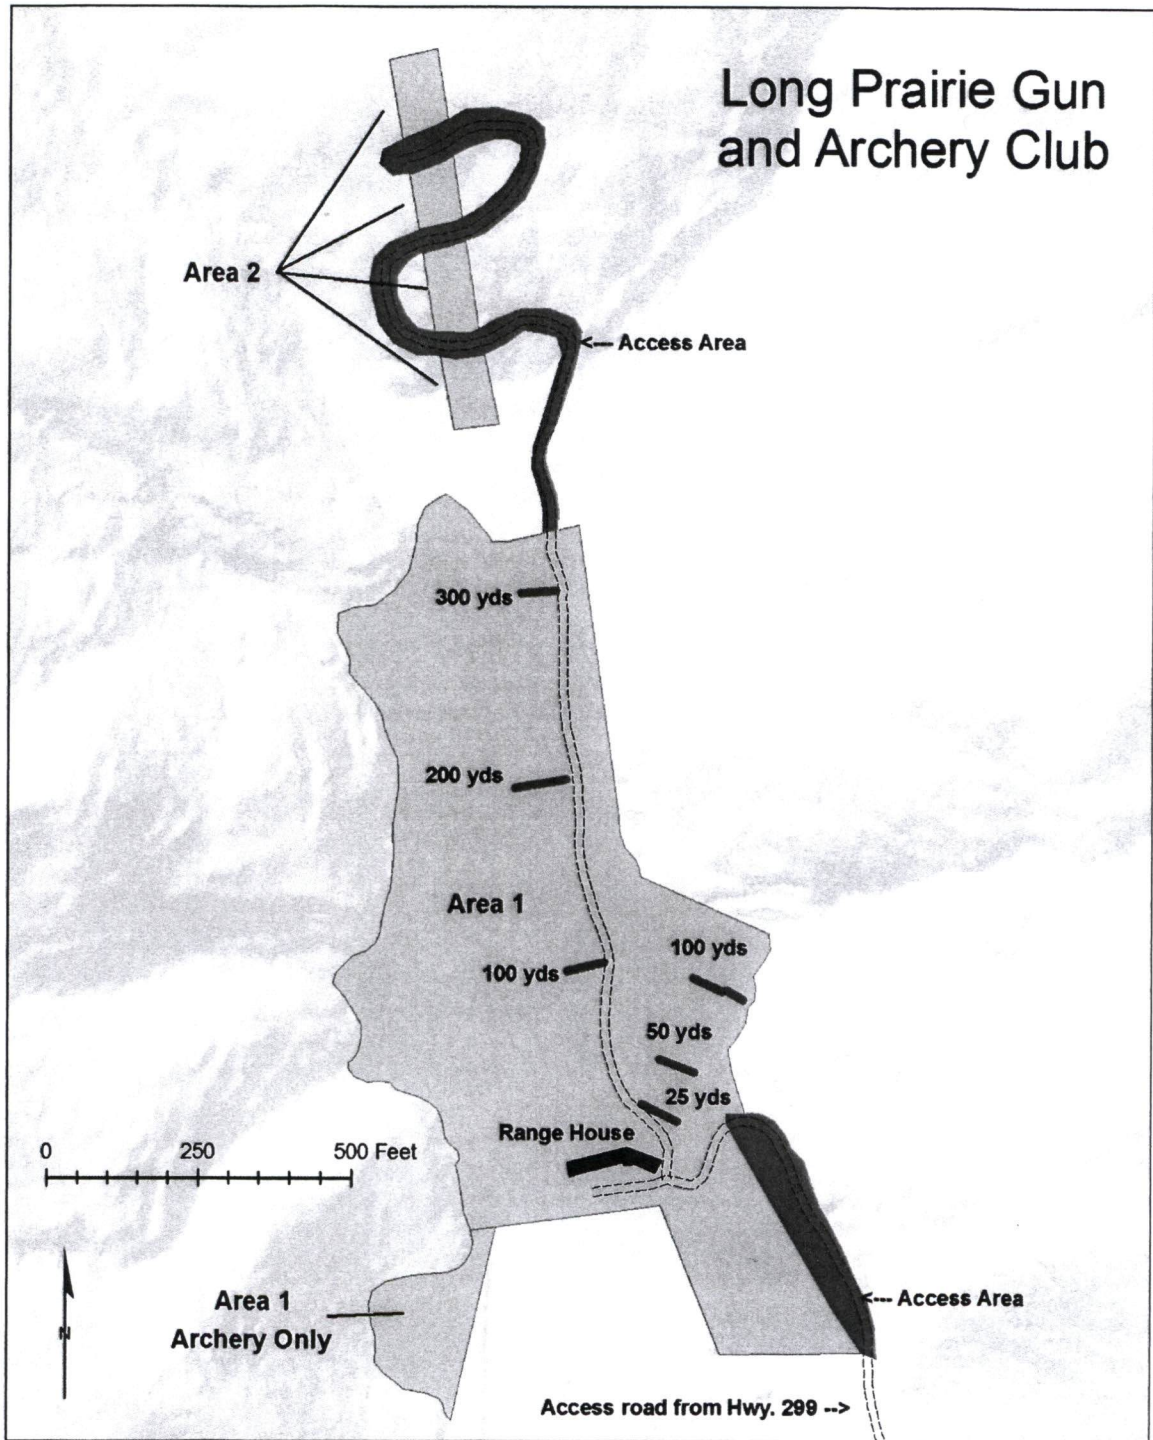 Long Prairie Gun
and Archery Club
Area 2
<--- Access Area
300 yds
200 yds
Area 1
100 yds
100 yds
50 yds
25 yds
Range House
0 250 500 Feet
N
Area 1
Archery Only
<--- Access Area
Access road from Hwy. 299 -->